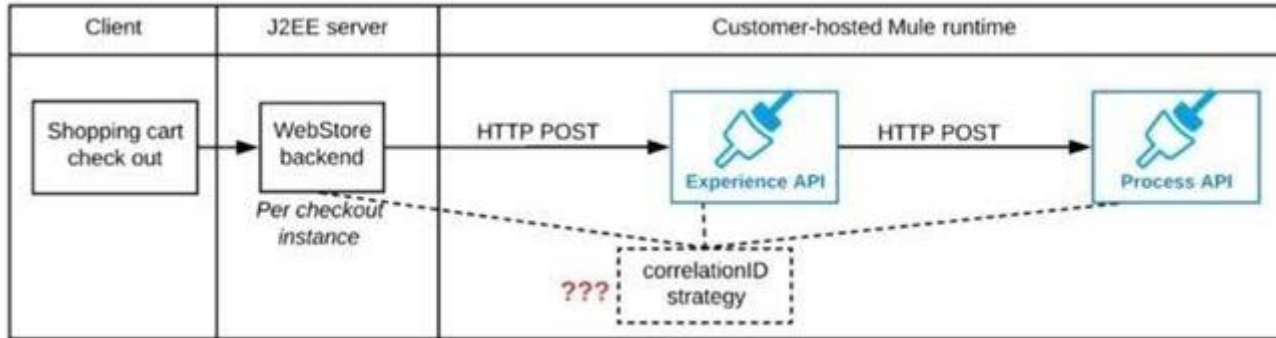 Client
J2EE server
Customer-hosted Mule runtime
Shopping cart
check out
WebStore
backend
HTTP POST
Experience API
HTTP POST
Process API
Per checkout
instance
???
correlationID
strategy